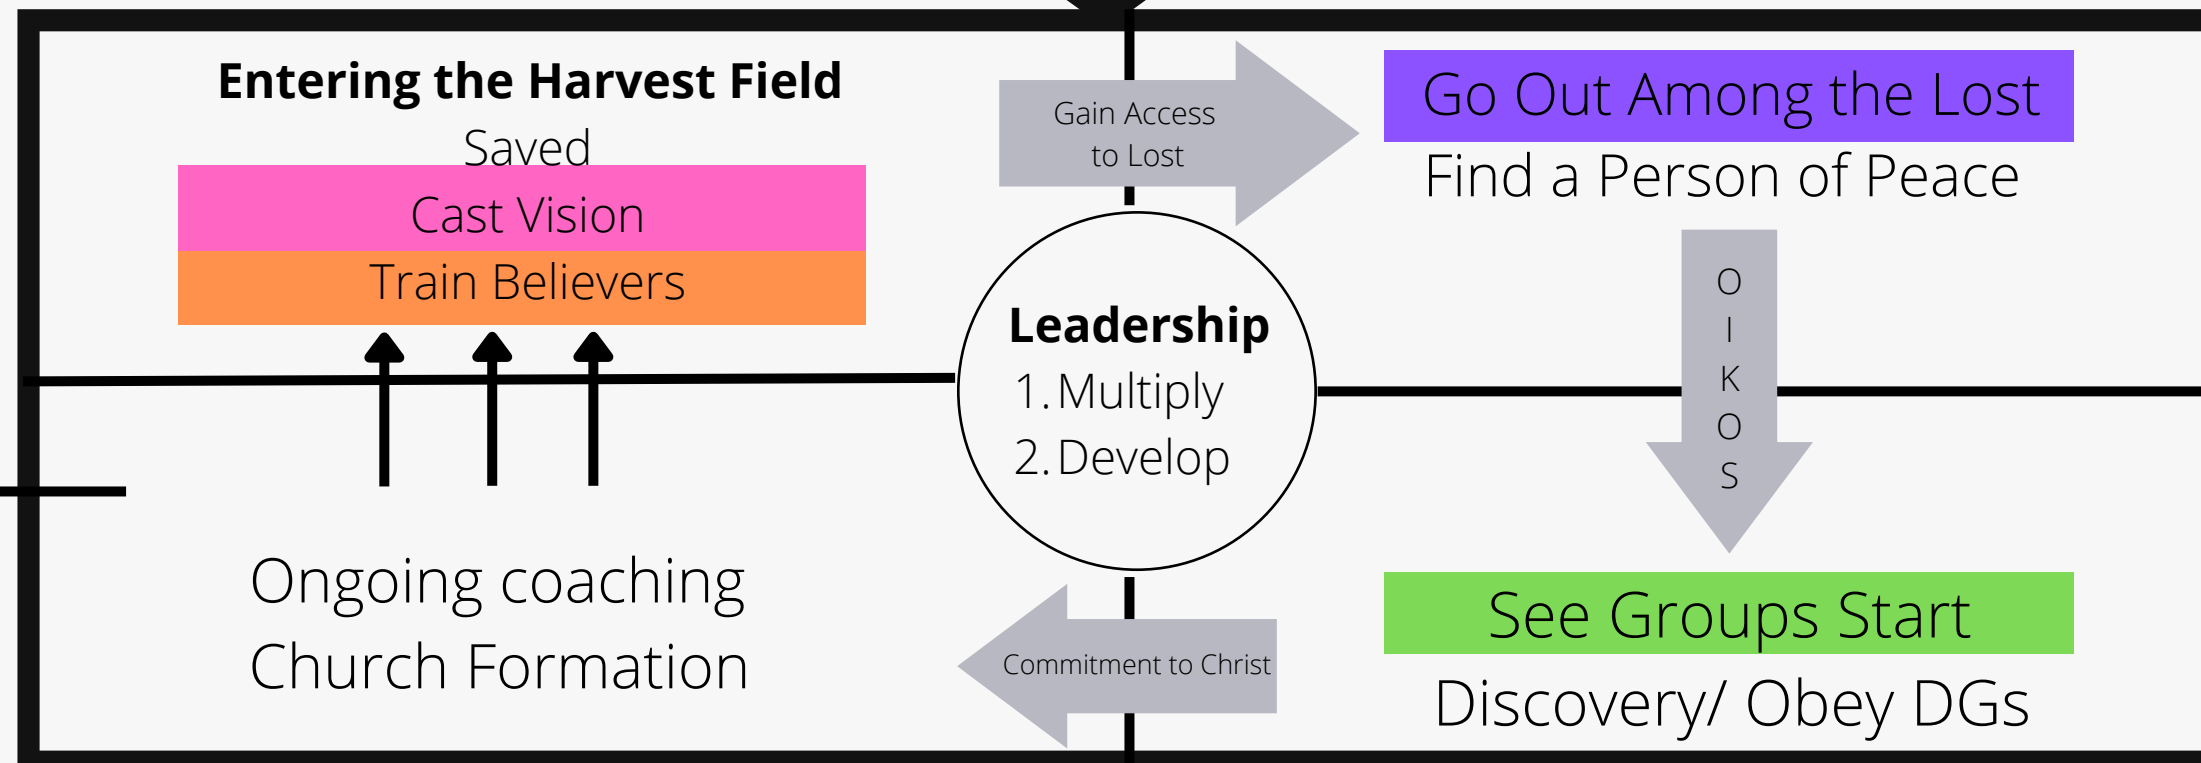 Entering the Harvest Field
Saved
Cast Vision
Train Believers
Gain Access
to Lost
Go Out Among the Lost
Find a Person of Peace
O
I
K
O
S
Leadership
1. Multiply
2. Develop
Ongoing coaching
Church Formation
Commitment to Christ
See Groups Start
Discovery/ Obey DGs